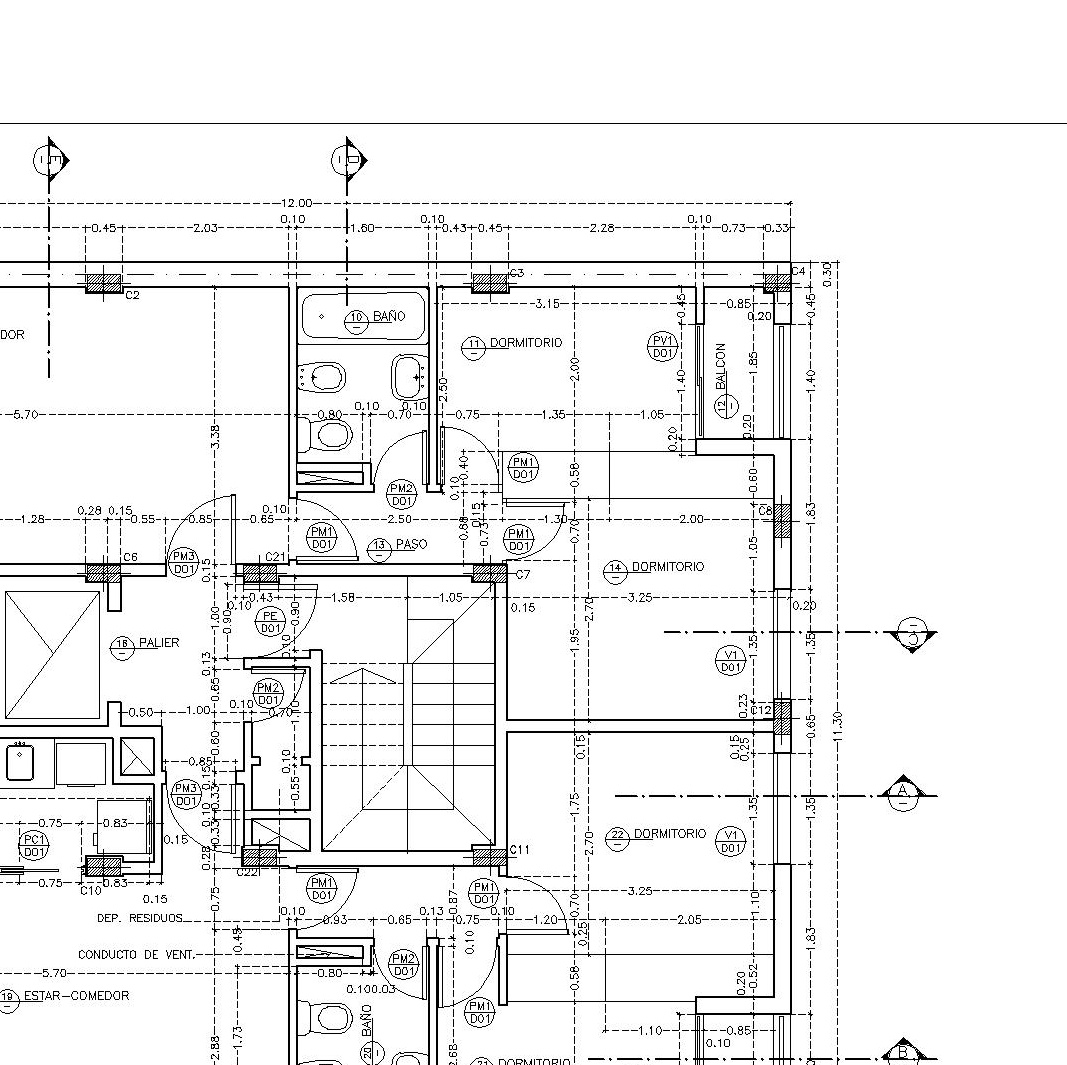 E
D
12.00
0.10 0.10 0.10
0.45 2.03 1.60 0.43 0.45 2.28 0.73 0.33
C2
C3
C4
0.30
3.15
0.45
0.85
0.45
0.20
10 BAÑO
DOR
11 DORMITORIO
PV1
D01
12 BALCON
2.00
1.85
1.40
1.40
2.50
5.70
0.80 0.10 0.70 0.10 0.75 1.35 1.05
0.20
0.20
3.38
0.40
0.58
0.60
PM1
D01
PM2
D01
0.10
0.15
0.28 0.15
0.10
1.28 0.55 0.85 0.65 2.50 1.30 2.00
C8
1.83
PM1
D01
PM1
D01
0.88
0.73
0.70
13 PASO
1.05
C6
PM3
D01
C21
C7
0.15
14 DORMITORIO
0.10
0.43 1.58 1.05
0.15
3.25
0.20
1.00
0.90
0.90
PE
D01
2.70
18 PALIER
0.10
1.95
1.35
1.35
C
0.13
V1
D01
0.65
PM2
D01
0.50 1.00
0.10
0.70
1.10
0.23
C12
0.65
11.30
0.60
0.15
0.15
0.25
0.85
0.10
0.15
PM3
D01
0.55
0.33
0.10
1.75
1.35
1.35
A
0.75 0.83
PC1
D01
0.15
0.33
22 DORMITORIO
V1
D01
2.70
0.28
C22
C11
0.75 0.83
C10
0.15
0.75
PM1
D01
PM1
D01
3.25
0.87
0.70
1.10
DEP. RESIDUOS
0.10
0.93 0.65 0.13 0.75 0.10 1.20 2.05
0.45
0.10
0.25
1.83
CONDUCTO DE VENT.
PM2
D01
5.70
0.80
0.58
0.52
0.20
0.10 0.03
19 ESTAR-COMEDOR
PM1
D01
20 BAÑO
1.10 0.85
0.10
2.88
1.73
2.68
B
21 DORMITORIO